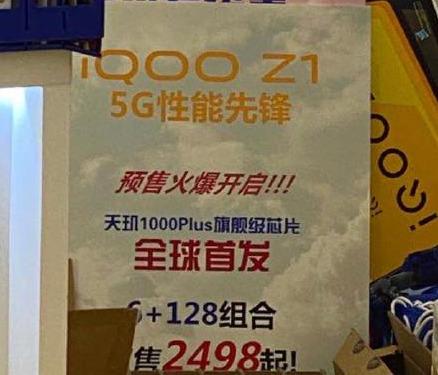 iQOO Z1
5G性能先锋
预售火爆开启!!!
天玑1000Plus旗舰级芯片
全球首发
6+128组合
售2498起!
iQOO